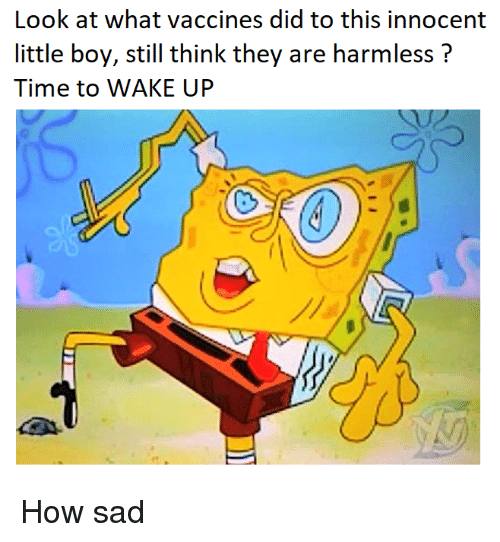 Look at what vaccines did to this innocent
little boy, still think they are harmless ?
Time to WAKE UP
How sad